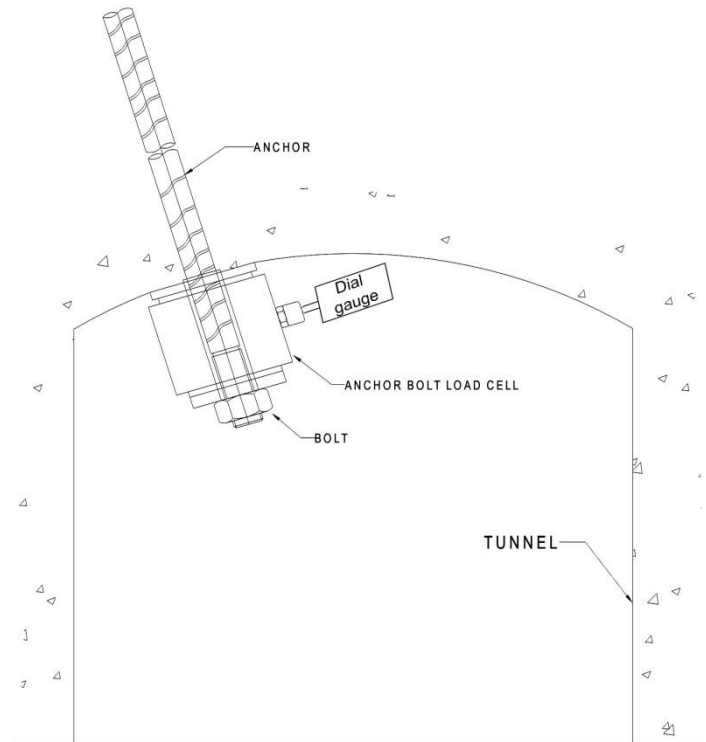 ANCHOR
Dial
gauge
ANCHOR BOLT LOAD CELL
BOLT
TUNNEL